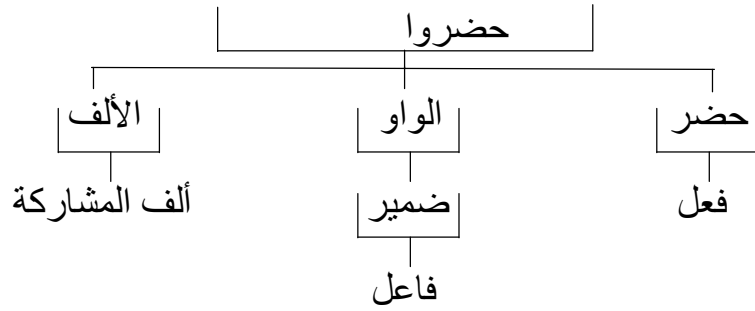 حضروا
حضر
الواو
الألف
فعل
ضمير
ألف المشاركة
فاعل